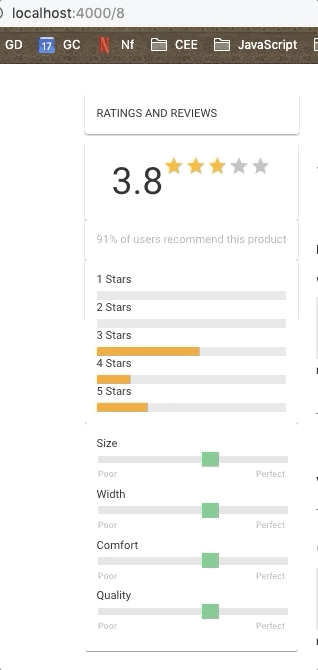 localhost:4000/8
GD 17 GC N Nf CEE JavaScript
RATINGS AND REVIEWS
3.8
91% of users recommend this product
1 Stars
2 Stars
3 Stars
4 Stars
5 Stars
Size
Poor Perfect
Width
Poor Perfect
Comfort
Poor Perfect
Quality
Poor Perfect